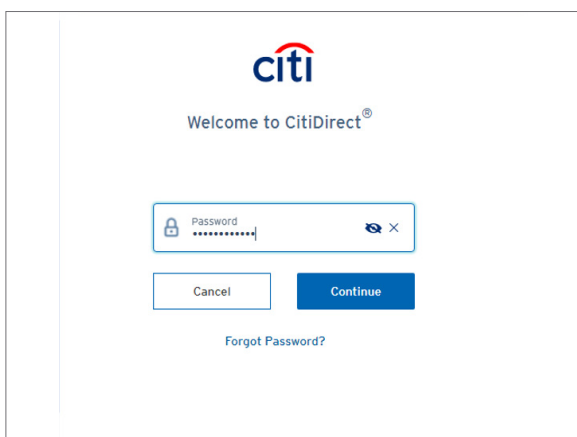 citi
Welcome to CitiDirect®
Password
••••••••••••
Cancel Continue
Forgot Password?